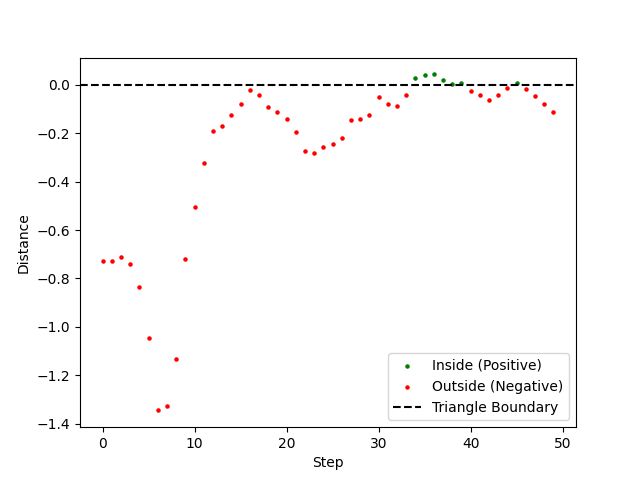 0.0
−0.2
−0.4
−0.6
−0.8
−1.0
−1.2
−1.4
Distance
0
10
20
30
40
50
Step
Inside (Positive)
Outside (Negative)
Triangle Boundary